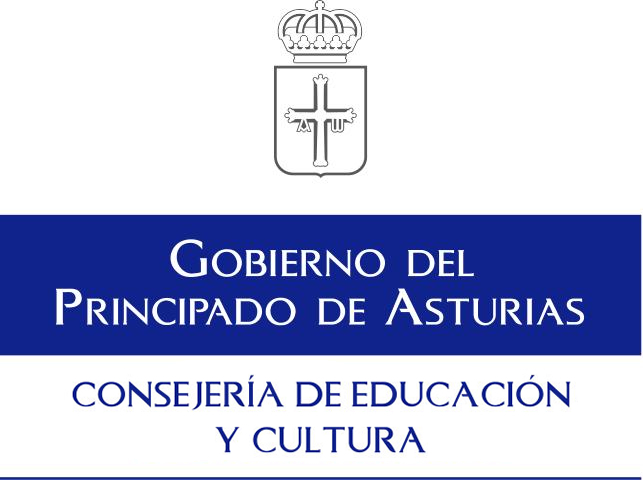 A W
GOBIERNO DEL
PRINCIPADO DE ASTURIAS
CONSEJERÍA DE EDUCACIÓN
Y CULTURA